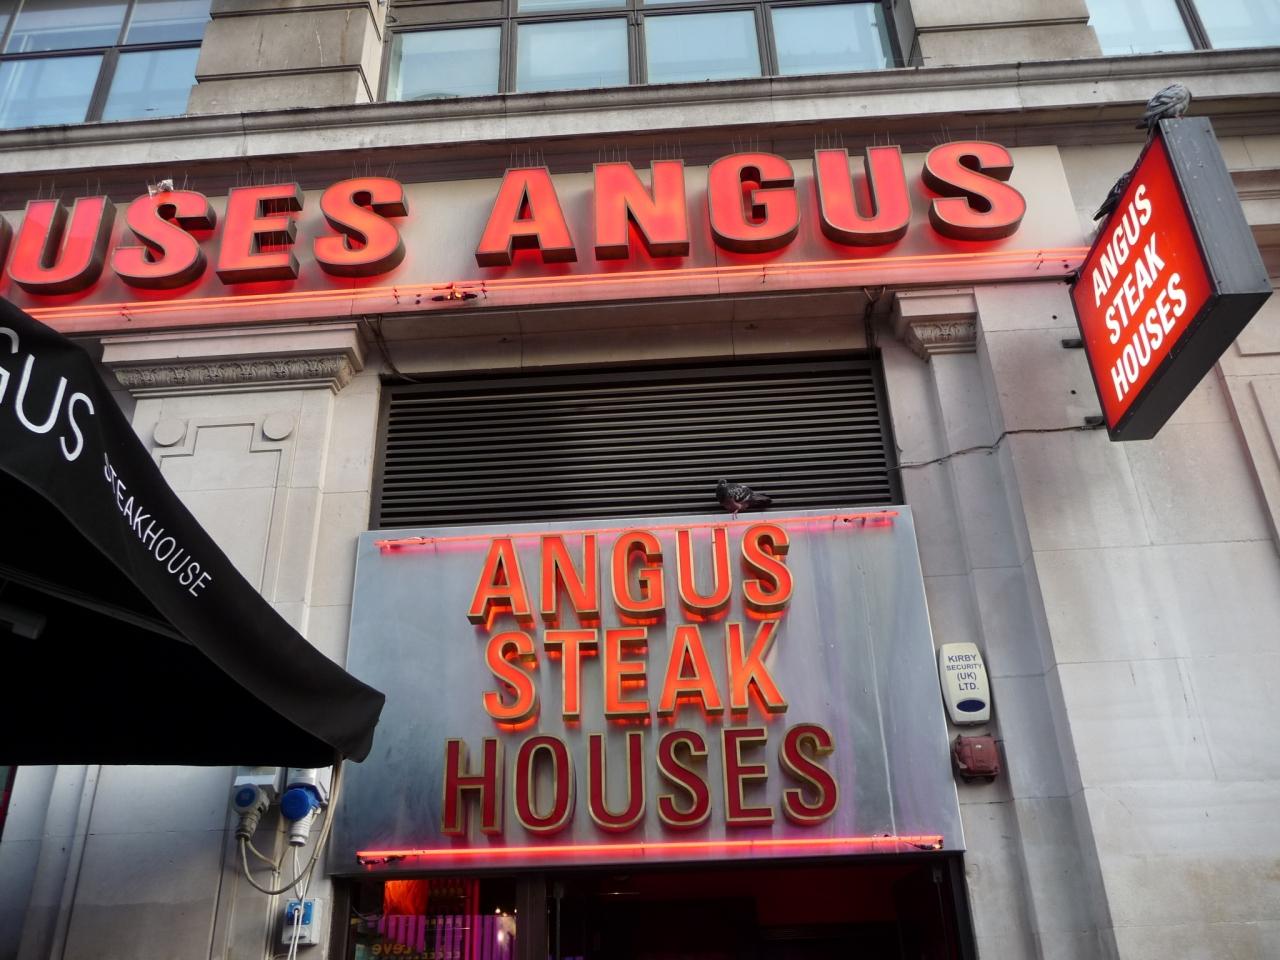 USES ANGUS
ANGUS
STEAK
HOUSES
GUS
STEAKHOUSE
ANGUS
STEAK
HOUSES
KIRBY
SECURITY
(UK)
LTD.